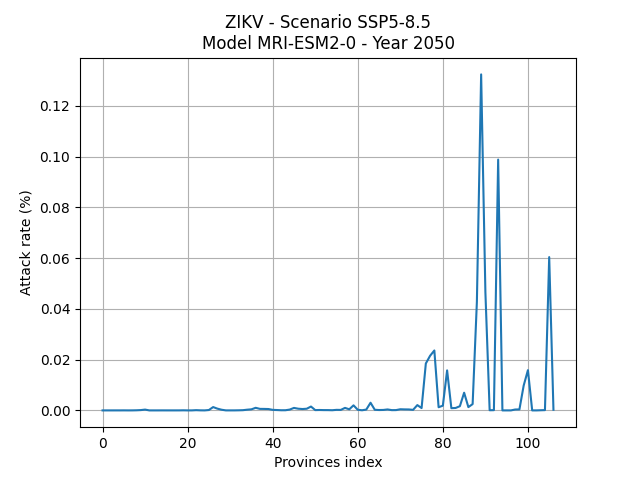 ZIKV - Scenario SSP5-8.5
Model MRI-ESM2-0 - Year 2050
Attack rate (%)
0.12
0.10
0.08
0.06
0.04
0.02
0.00
0 20 40 60 80 100
Provinces index